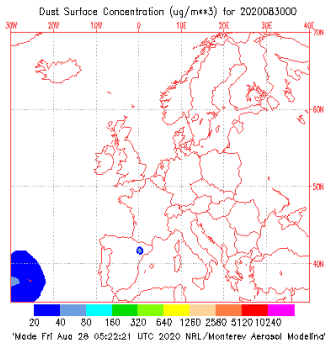 Dust Surface Concentration (ug/m**3) for 2020083000
30W 20W 10W 0 10E 20E 30E 40E
70N
60N
50N
40N
20 40 80 160 320 640 1260 2580 5120 10240
'Made Fri Aug 28 05:22:21 UTC 2020 NRL/Monterey Aerosol Modeling'